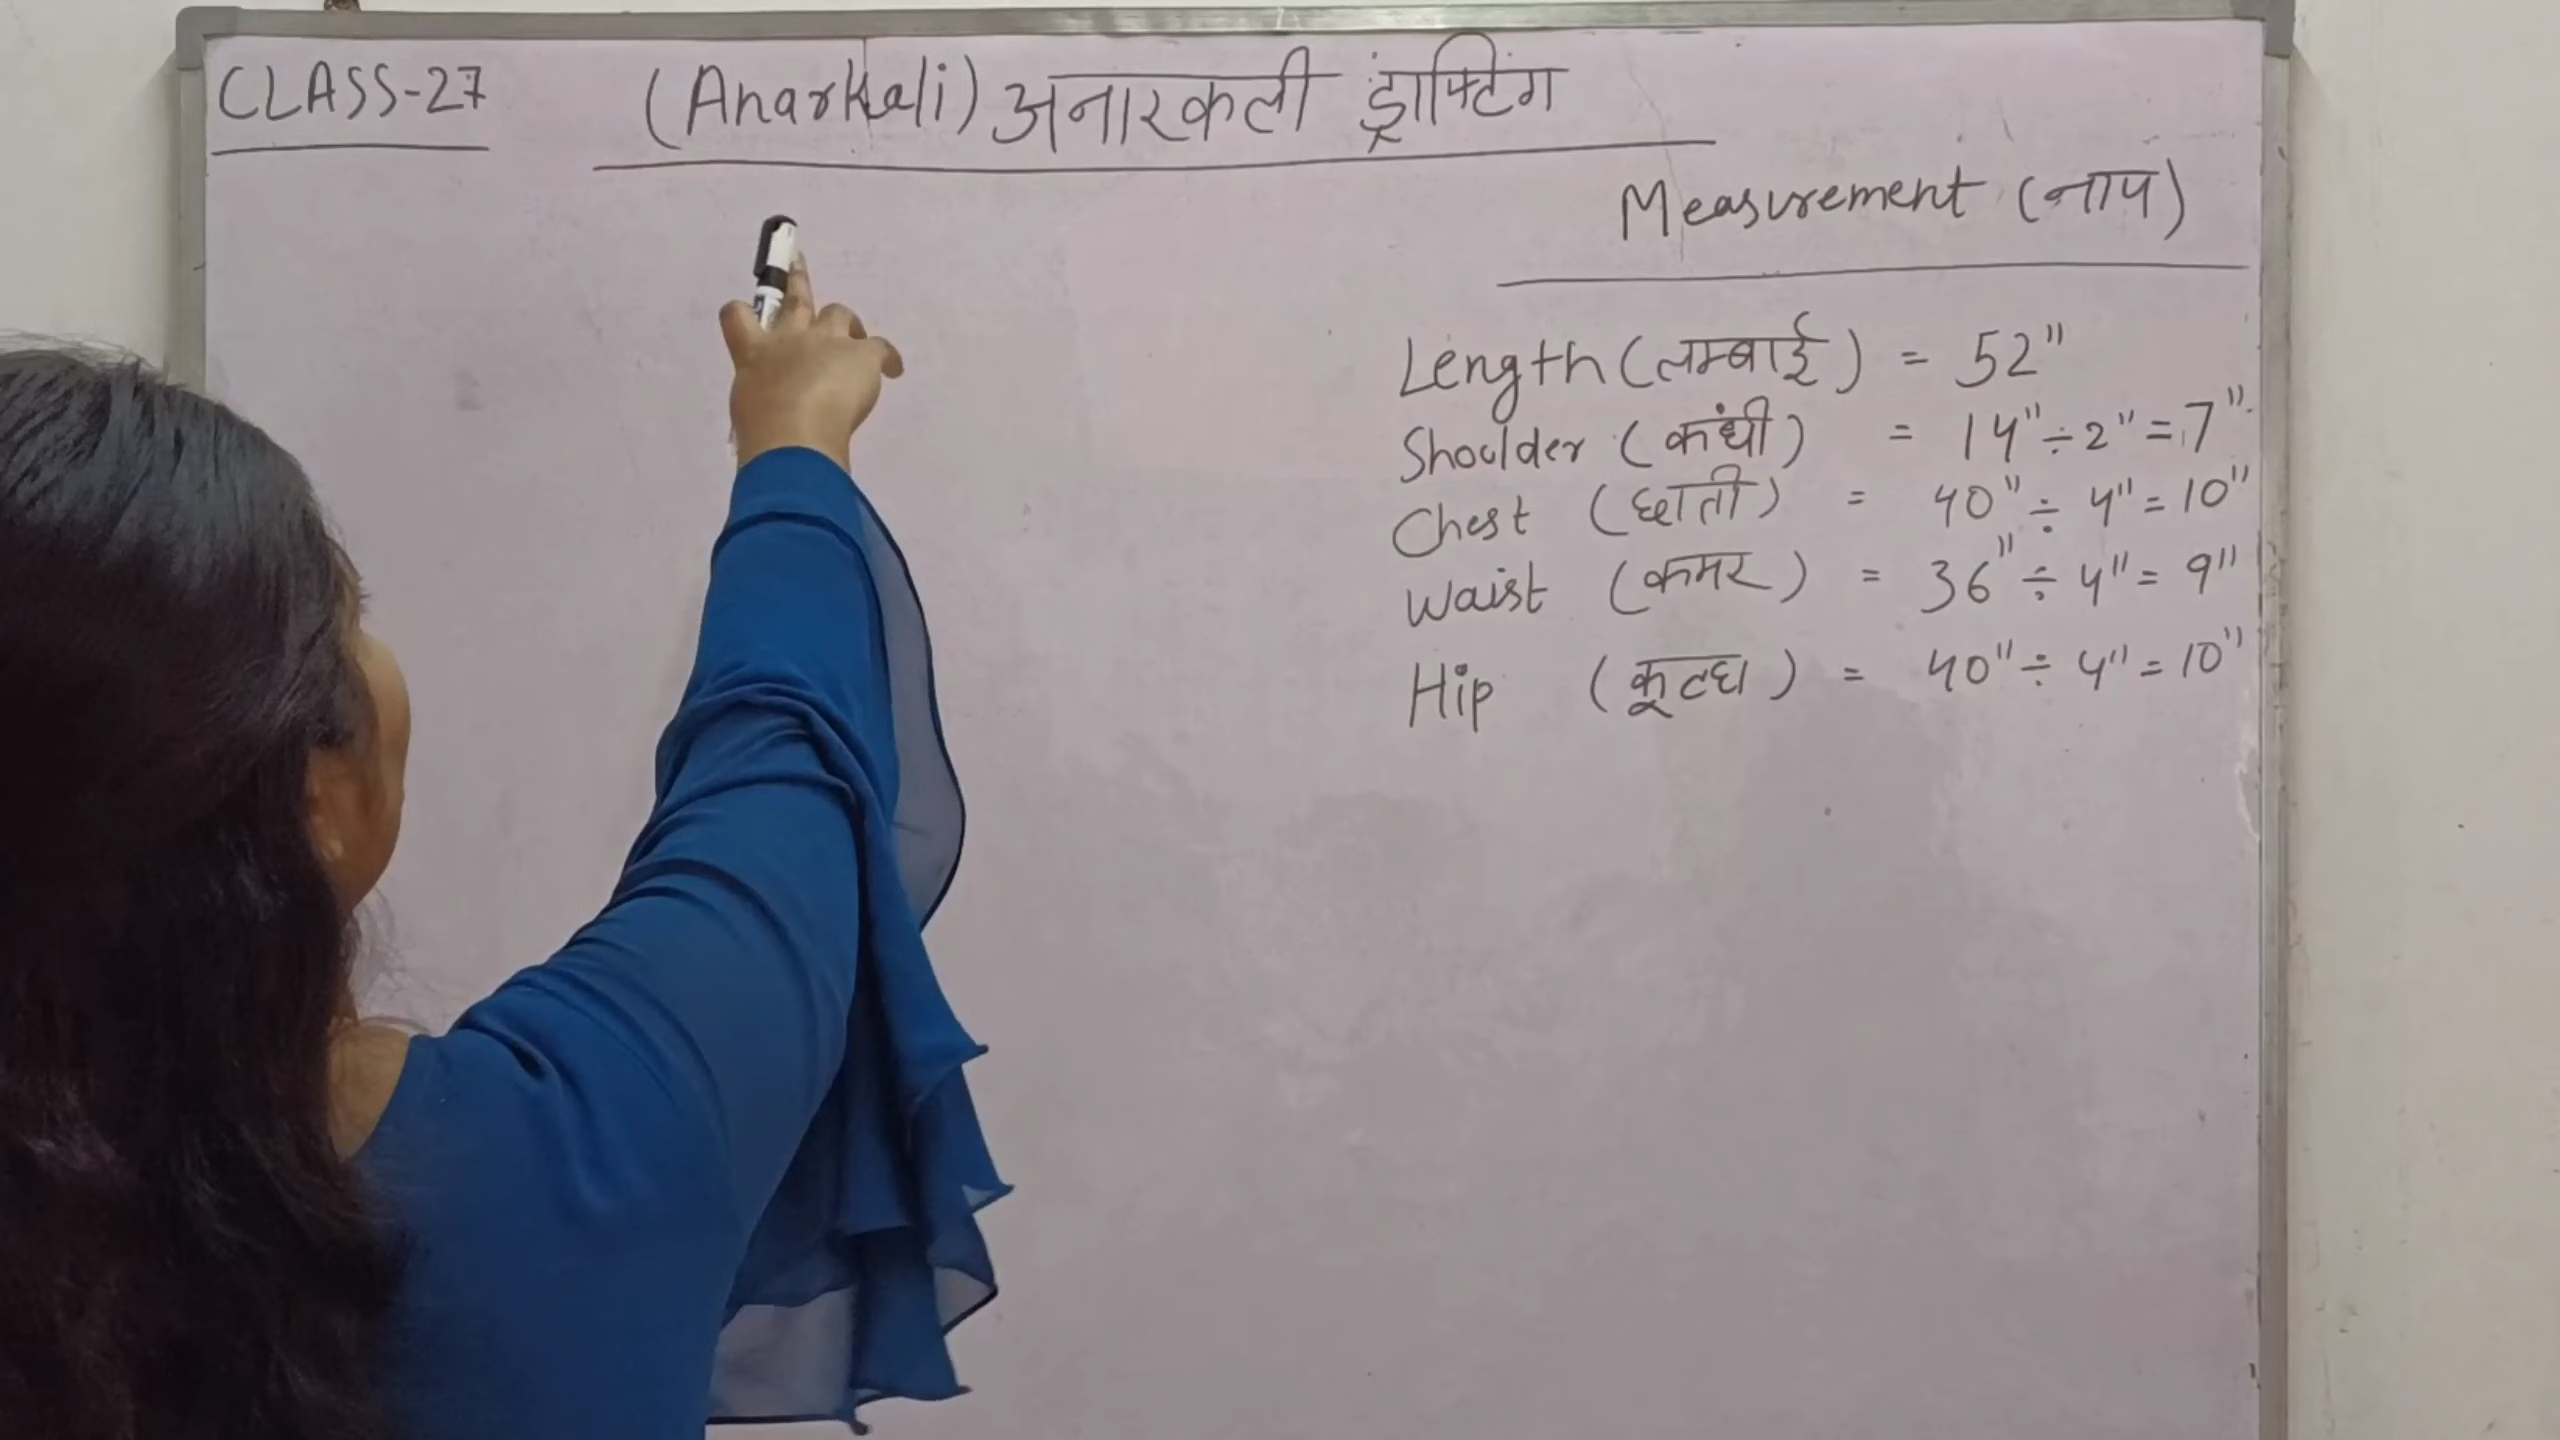 CLASS-27 (Anarkali) अनारकली ड्रांफ्टिंग
Measurement (नाप)
Length (लम्बाई) = 52"
Shoulder (कंधी) = 14" ÷ 2" = 7"
Chest (छाती) = 40" ÷ 4" = 10"
Waist (कमर) = 36" ÷ 4" = 9"
Hip (कूल्हा) = 40" ÷ 4" = 10"